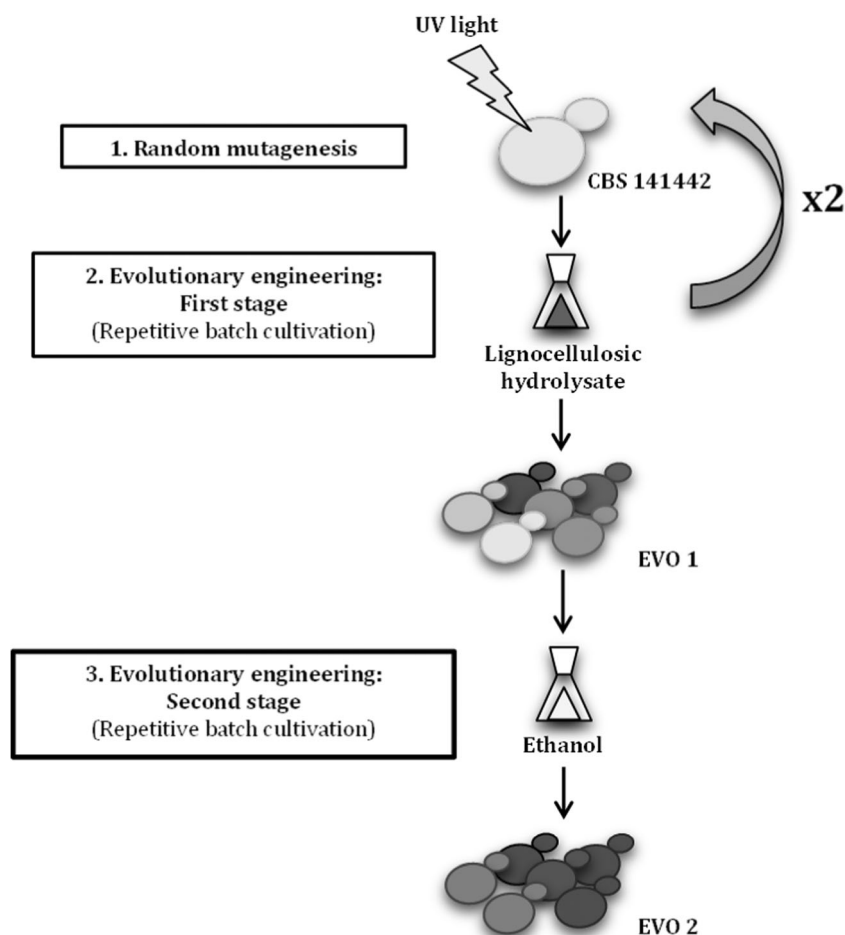 UV light
1. Random mutagenesis
CBS 141442
x2
2. Evolutionary engineering:
First stage
(Repetitive batch cultivation)
Lignocellulosic
hydrolysate
EVO 1
3. Evolutionary engineering:
Second stage
(Repetitive batch cultivation)
Ethanol
EVO 2